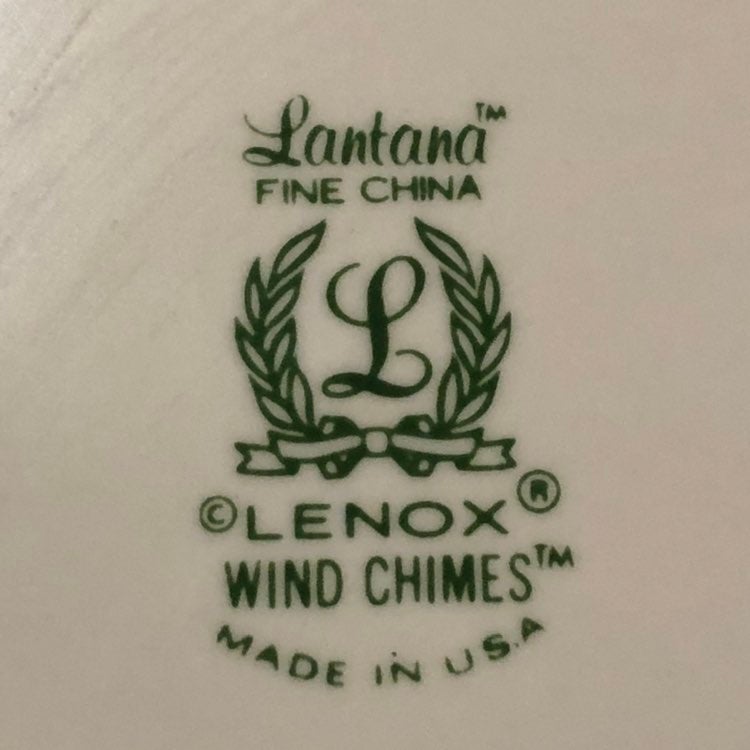 Lantana™
FINE CHINA
L
©LENOX®
WIND CHIMES™
MADE IN U.S.A